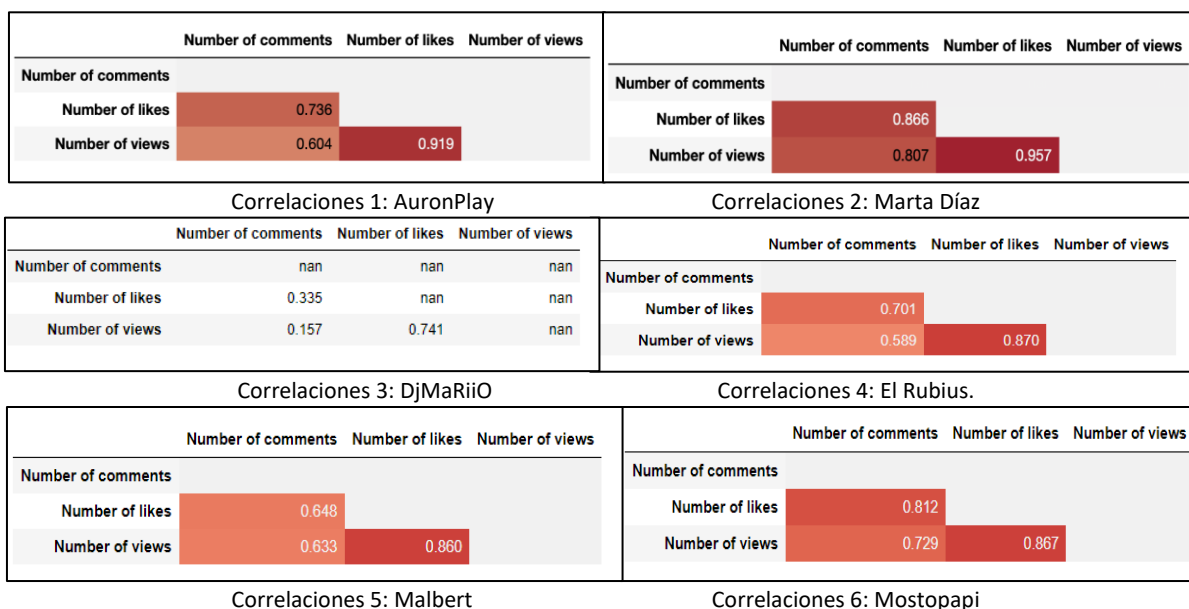 Number of comments Number of likes Number of views
Number of comments
Number of likes 0.736
Number of views 0.604 0.919
Correlaciones 1: AuronPlay
Number of comments Number of likes Number of views
Number of comments
Number of likes 0.866
Number of views 0.807 0.957
Correlaciones 2: Marta Díaz
Number of comments Number of likes Number of views
Number of comments nan nan nan
Number of likes 0.335 nan nan
Number of views 0.157 0.741 nan
Correlaciones 3: DjMaRiiO
Number of comments Number of likes Number of views
Number of comments
Number of likes 0.701
Number of views 0.589 0.870
Correlaciones 4: El Rubius.
Number of comments Number of likes Number of views
Number of comments
Number of likes 0.648
Number of views 0.633 0.860
Correlaciones 5: Malbert
Number of comments Number of likes Number of views
Number of comments
Number of likes 0.812
Number of views 0.729 0.867
Correlaciones 6: Mostopapi